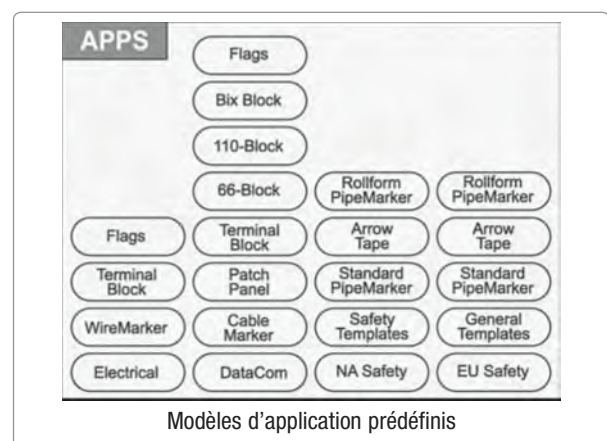 APPS
Flags
Bix Block
110-Block
66-Block
Rollform
PipeMarker
Rollform
PipeMarker
Flags
Terminal
Block
Arrow
Tape
Arrow
Tape
Terminal
Block
Patch
Panel
Standard
PipeMarker
Standard
PipeMarker
WireMarker
Cable
Marker
Safety
Templates
General
Templates
Electrical
DataCom
NA Safety
EU Safety
Modèles d'application prédéfinis